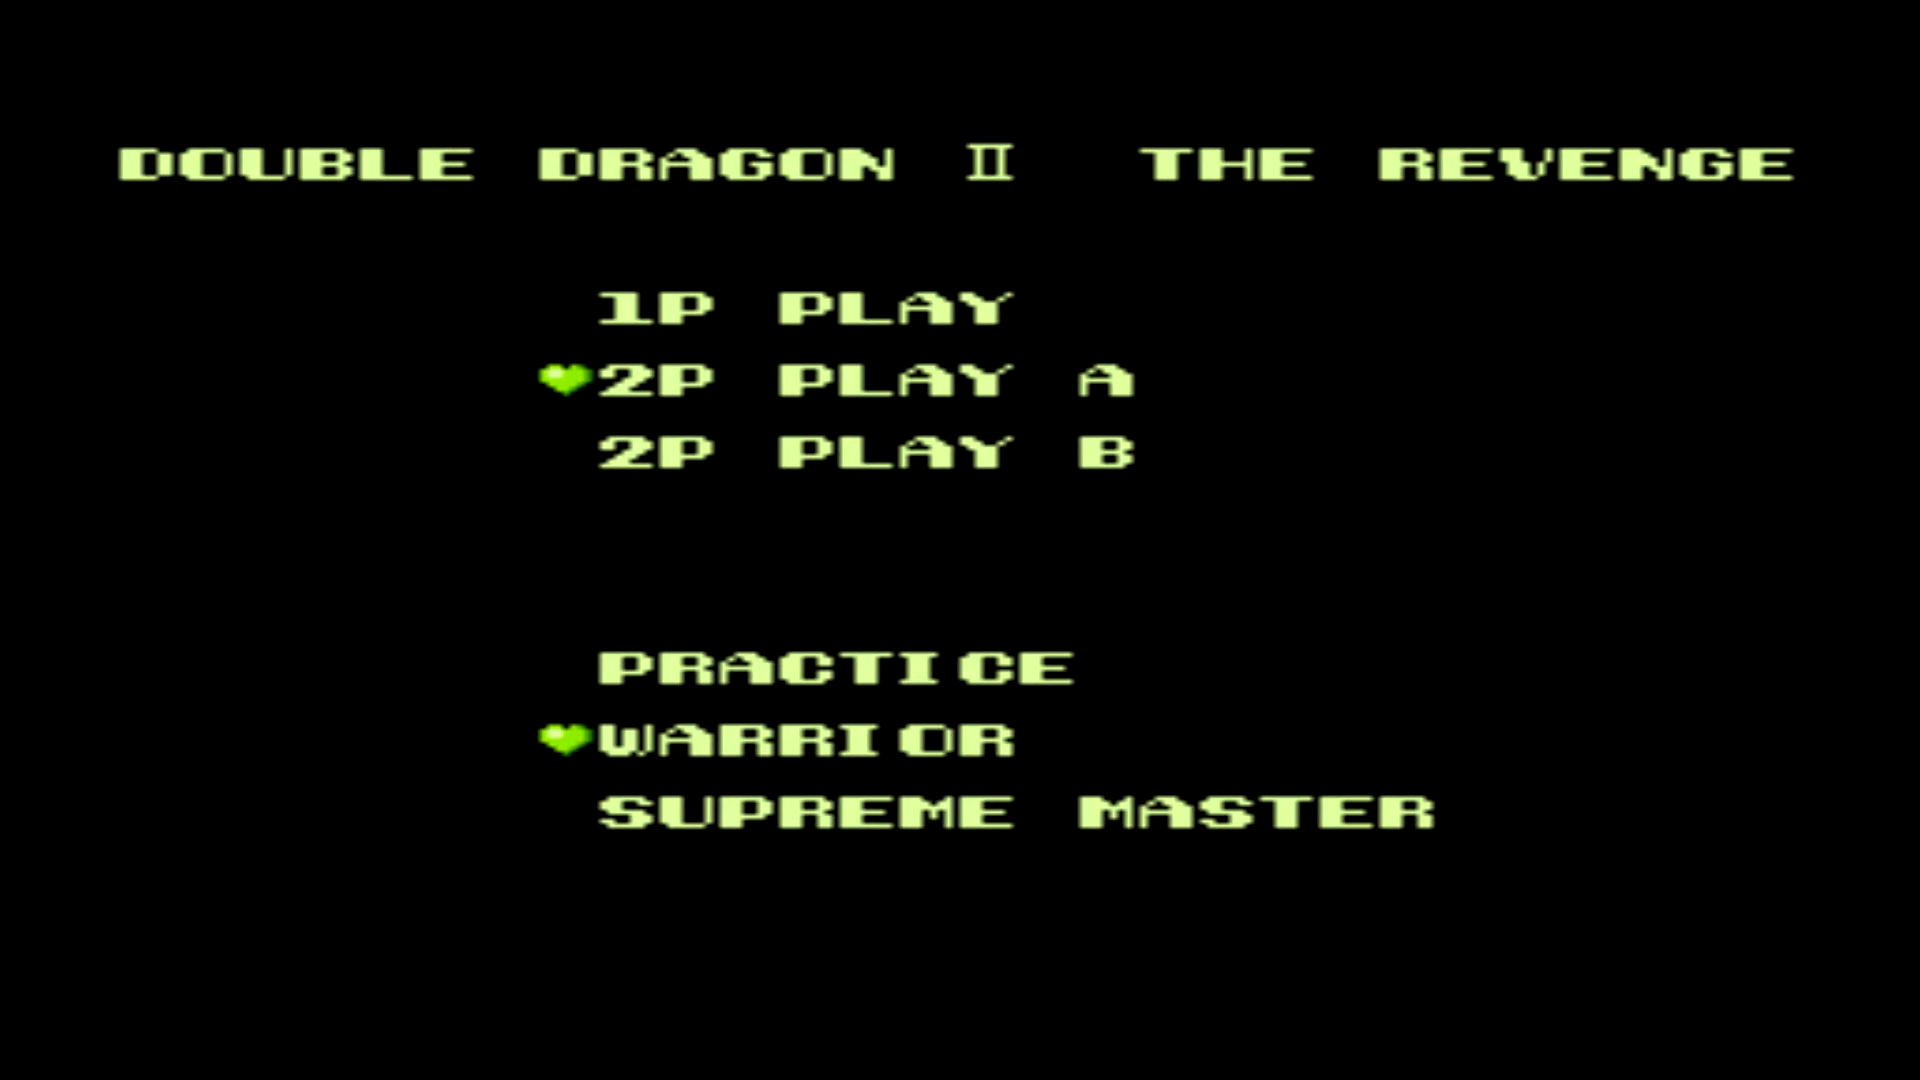 DOUBLE DRAGON II THE REVENGE
1P PLAY
2P PLAY A
2P PLAY B
PRACTICE
WARRIOR
SUPREME MASTER